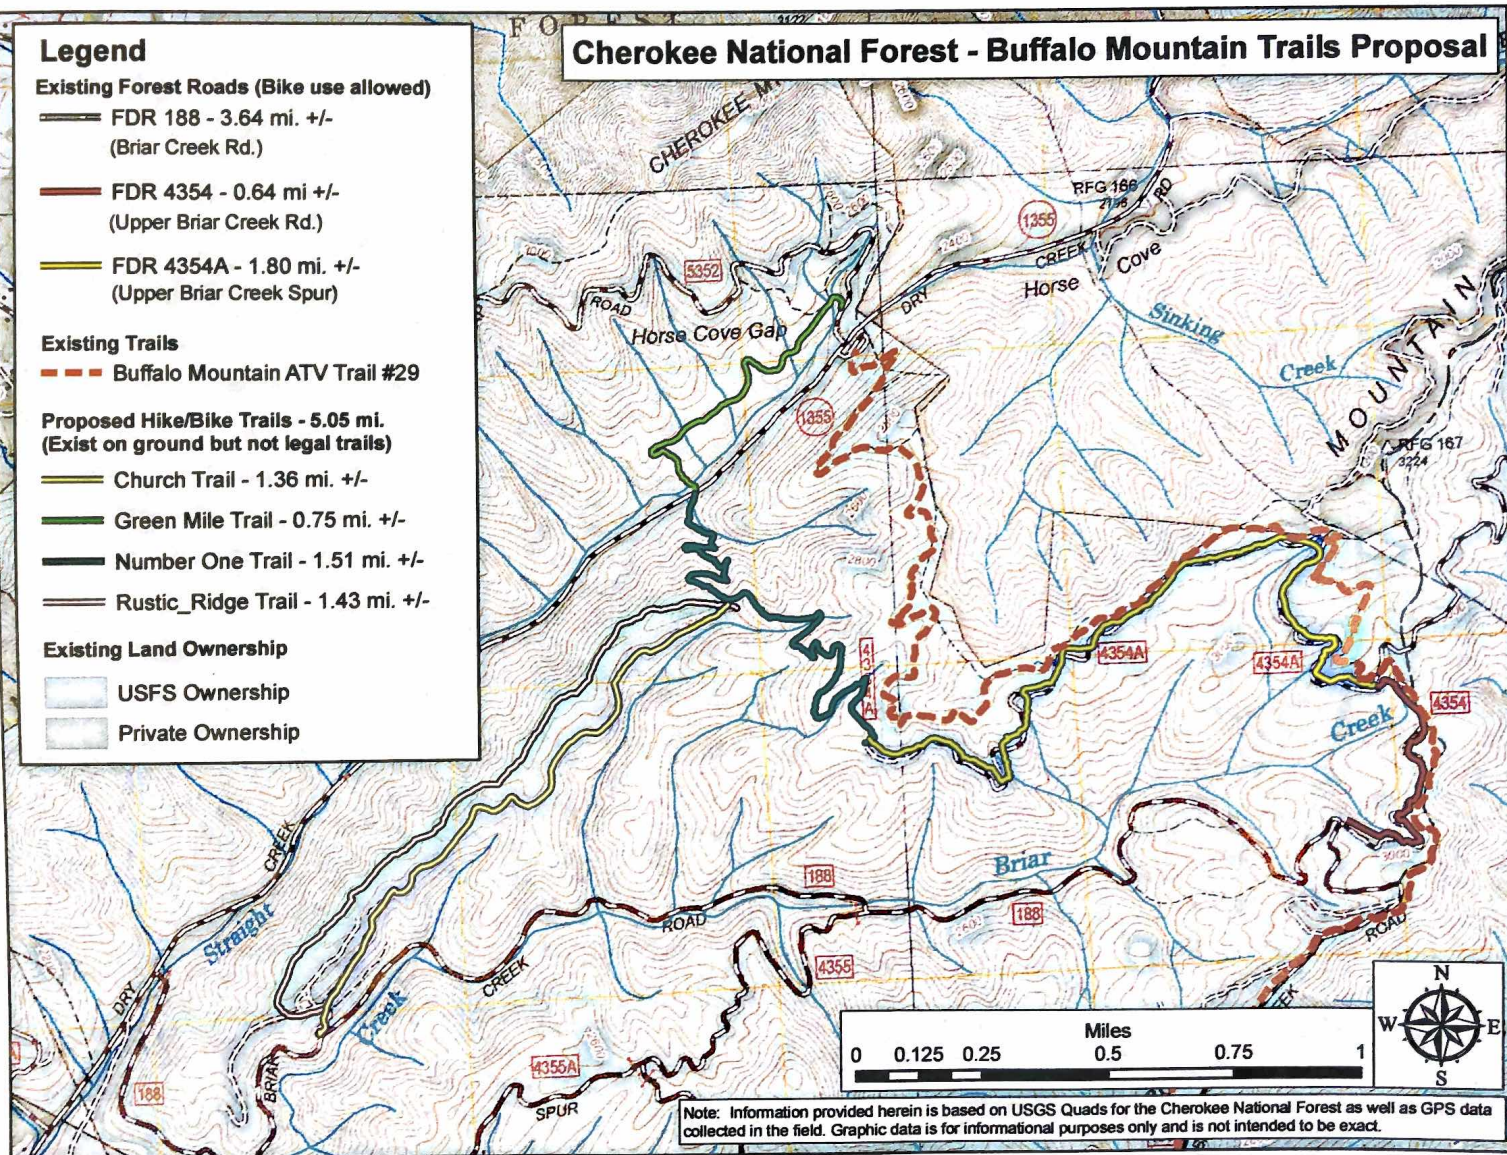 FOREST
Cherokee National Forest - Buffalo Mountain Trails Proposal
Legend
Existing Forest Roads (Bike use allowed)
FDR 188 - 3.64 mi. +/-
(Briar Creek Rd.)
FDR 4354 - 0.64 mi +/-
(Upper Briar Creek Rd.)
FDR 4354A - 1.80 mi. +/-
(Upper Briar Creek Spur)
Existing Trails
Buffalo Mountain ATV Trail #29
Proposed Hike/Bike Trails - 5.05 mi.
(Exist on ground but not legal trails)
Church Trail - 1.36 mi. +/-
Green Mile Trail - 0.75 mi. +/-
Number One Trail - 1.51 mi. +/-
Rustic_Ridge Trail - 1.43 mi. +/-
Existing Land Ownership
USFS Ownership
Private Ownership
CHEROKEE
RFG 166
RD
1355
2400
CREEK
Cove
Horse
DRY
5352
ROAD
Horse Cove Gap
Sinking
Creek
MOUNTAIN
RFG 167
3224
1355
2800
4354A
4354A
4354A
4354
Creek
CREEK
Straight
DRY
188
ROAD
CREEK
Creek
Briar
188
4355
3000
ROAD
4355A
SPUR
BRIAR
188
N
W
E
S
Miles
0 0.125 0.25 0.5 0.75 1
Note: Information provided herein is based on USGS Quads for the Cherokee National Forest as well as GPS data
collected in the field. Graphic data is for informational purposes only and is not intended to be exact.